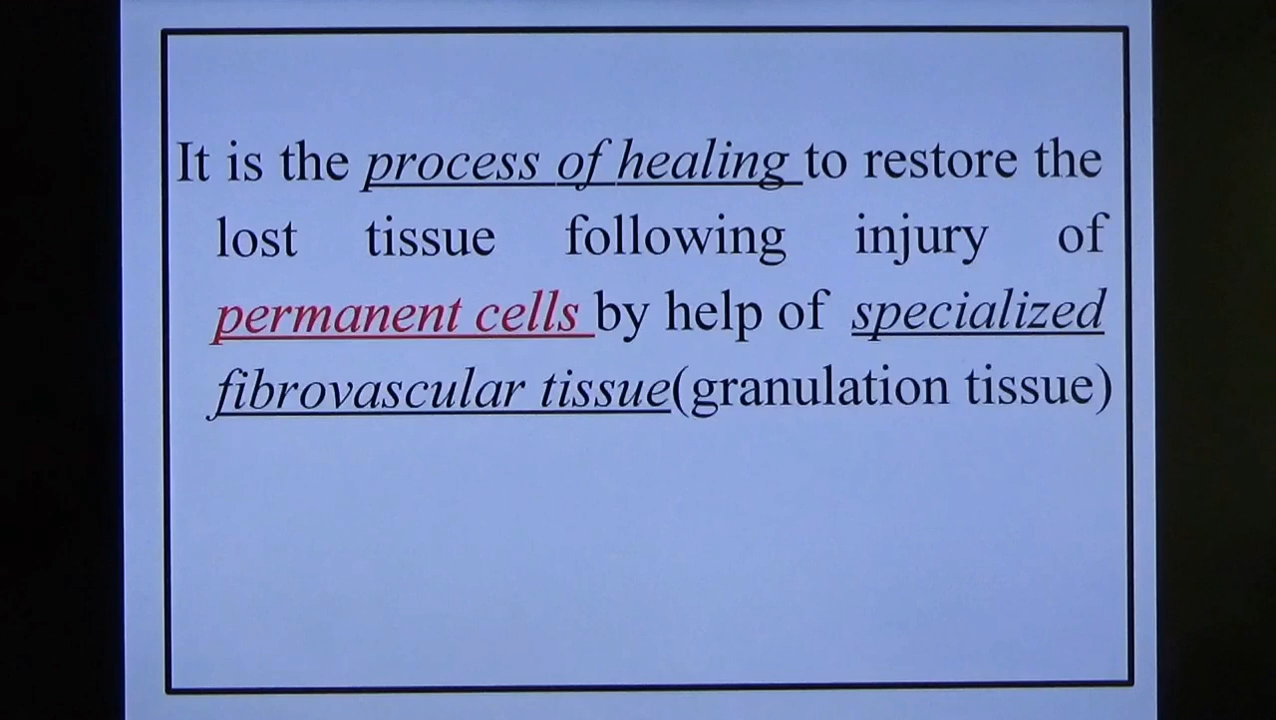 It is the process of healing to restore the
lost tissue following injury of
permanent cells by help of specialized
fibrovascular tissue(granulation tissue)